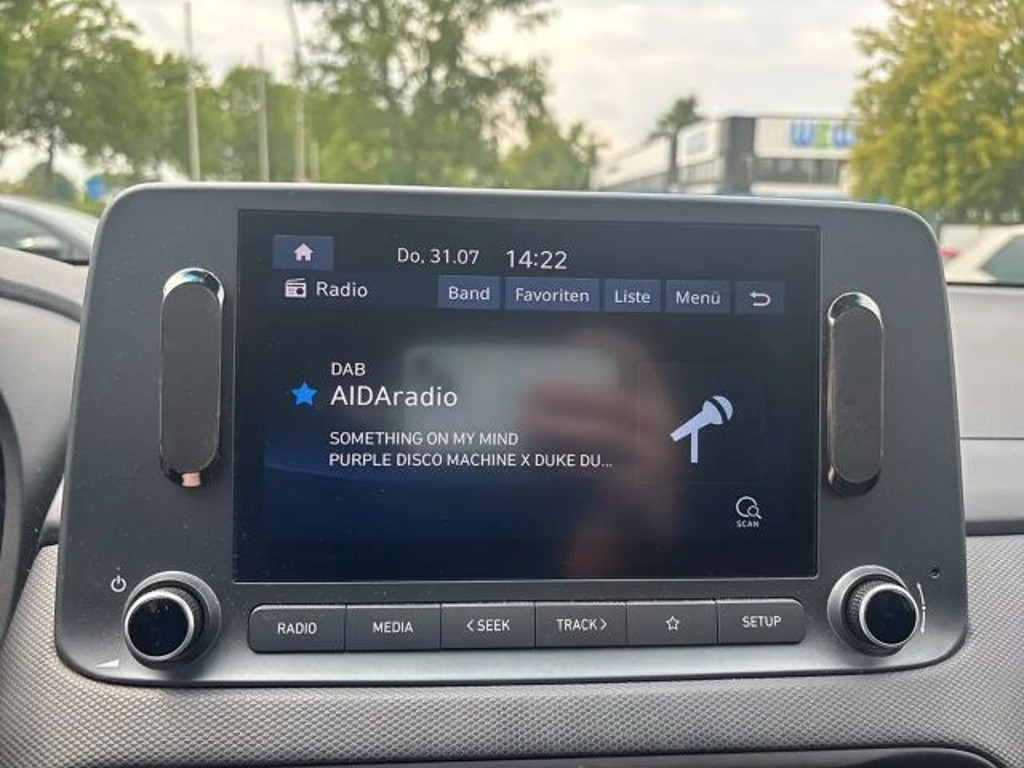 Do, 31.07 14:22
Radio Band Favoriten Liste Menü
DAB
AIDAradio
SOMETHING ON MY MIND
PURPLE DISCO MACHINE X DUKE DU...
SCAN
RADIO MEDIA <SEEK TRACK> SETUP